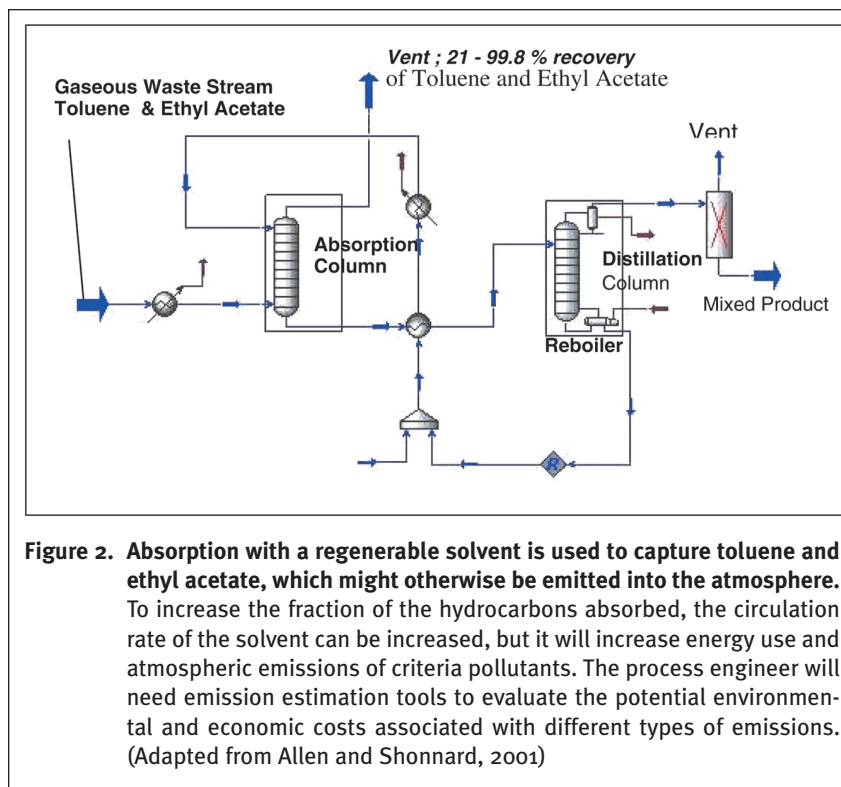 Vent ; 21 - 99.8 % recovery
of Toluene and Ethyl Acetate
Gaseous Waste Stream
Toluene & Ethyl Acetate
Vent
Absorption
Column
Distillation
Column
Mixed Product
Reboiler
R
Figure 2. Absorption with a regenerable solvent is used to capture toluene and
ethyl acetate, which might otherwise be emitted into the atmosphere.
To increase the fraction of the hydrocarbons absorbed, the circulation
rate of the solvent can be increased, but it will increase energy use and
atmospheric emissions of criteria pollutants. The process engineer will
need emission estimation tools to evaluate the potential environmen-
tal and economic costs associated with different types of emissions.
(Adapted from Allen and Shonnard, 2001)